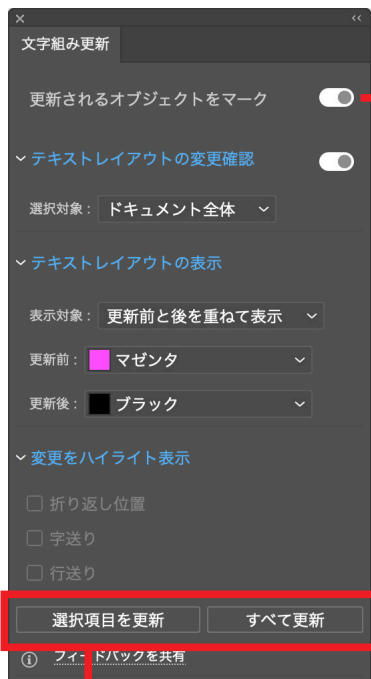 文字組み更新
更新されるオブジェクトをマーク
テキストレイアウトの変更確認
選択対象： ドキュメント全体
テキストレイアウトの表示
表示対象： 更新前と後を重ねて表示
更新前： マゼンタ
更新後： ブラック
変更をハイライト表示
折り返し位置
字送り
行送り
選択項目を更新 すべて更新
フィードバックを共有